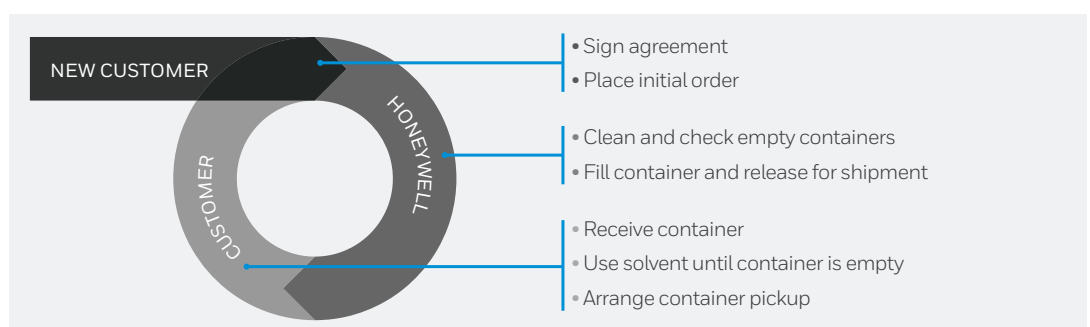 NEW CUSTOMER
• Sign agreement
• Place initial order
HONEYWELL
• Clean and check empty containers
• Fill container and release for shipment
CUSTOMER
• Receive container
• Use solvent until container is empty
• Arrange container pickup